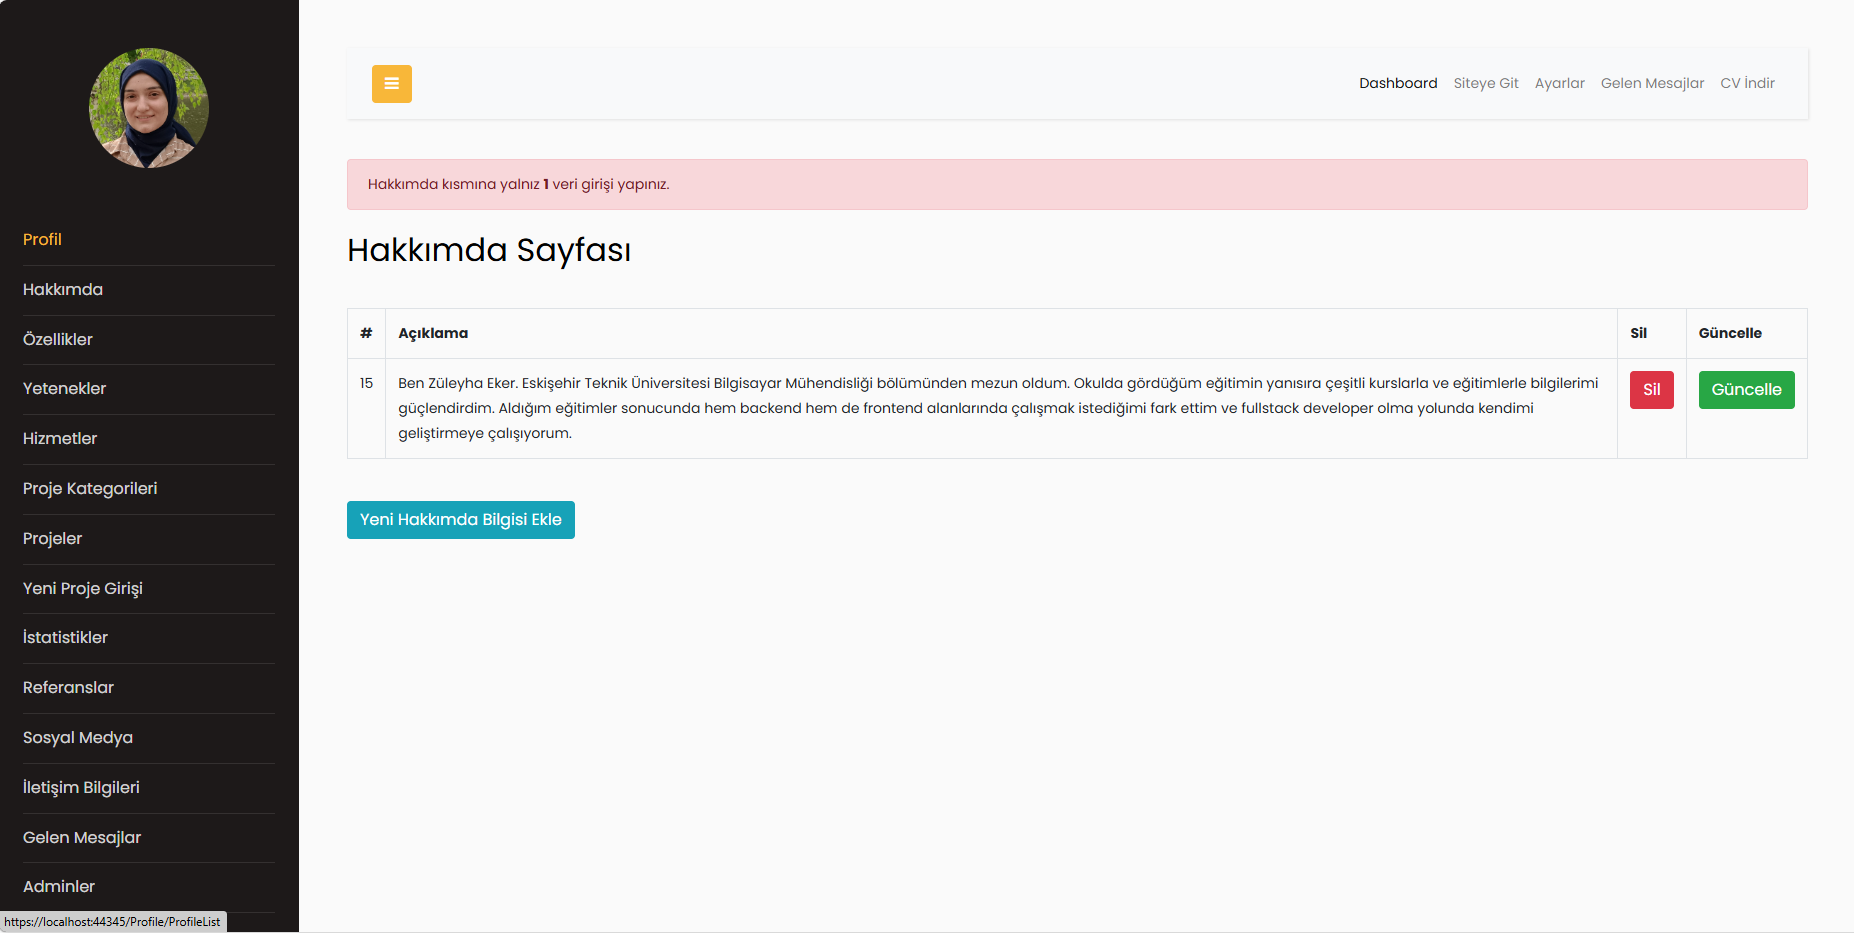 Dashboard Siteye Git Ayarlar Gelen Mesajlar CV İndir
Profil
Hakkımda
Özellikler
Yetenekler
Hizmetler
Proje Kategorileri
Projeler
Yeni Proje Girişi
İstatistikler
Referanslar
Sosyal Medya
İletişim Bilgileri
Gelen Mesajlar
Adminler
https://localhost:44345/Profile/ProfileList
Hakkımda kısmına yalnız 1 veri girişi yapınız.
Hakkımda Sayfası
# Açıklama Sil Güncelle
15 Ben Züleyha Eker. Eskişehir Teknik Üniversitesi Bilgisayar Mühendisliği bölümünden mezun oldum. Okulda gördüğüm eğitimin yanısıra çeşitli kurslarla ve eğitimlerle bilgilerimi Sil Güncelle
güçlendirdim. Aldığım eğitimler sonucunda hem backend hem de frontend alanlarında çalışmak istediğimi fark ettim ve fullstack developer olma yolunda kendimi
geliştirmeye çalışıyorum.
Yeni Hakkımda Bilgisi Ekle